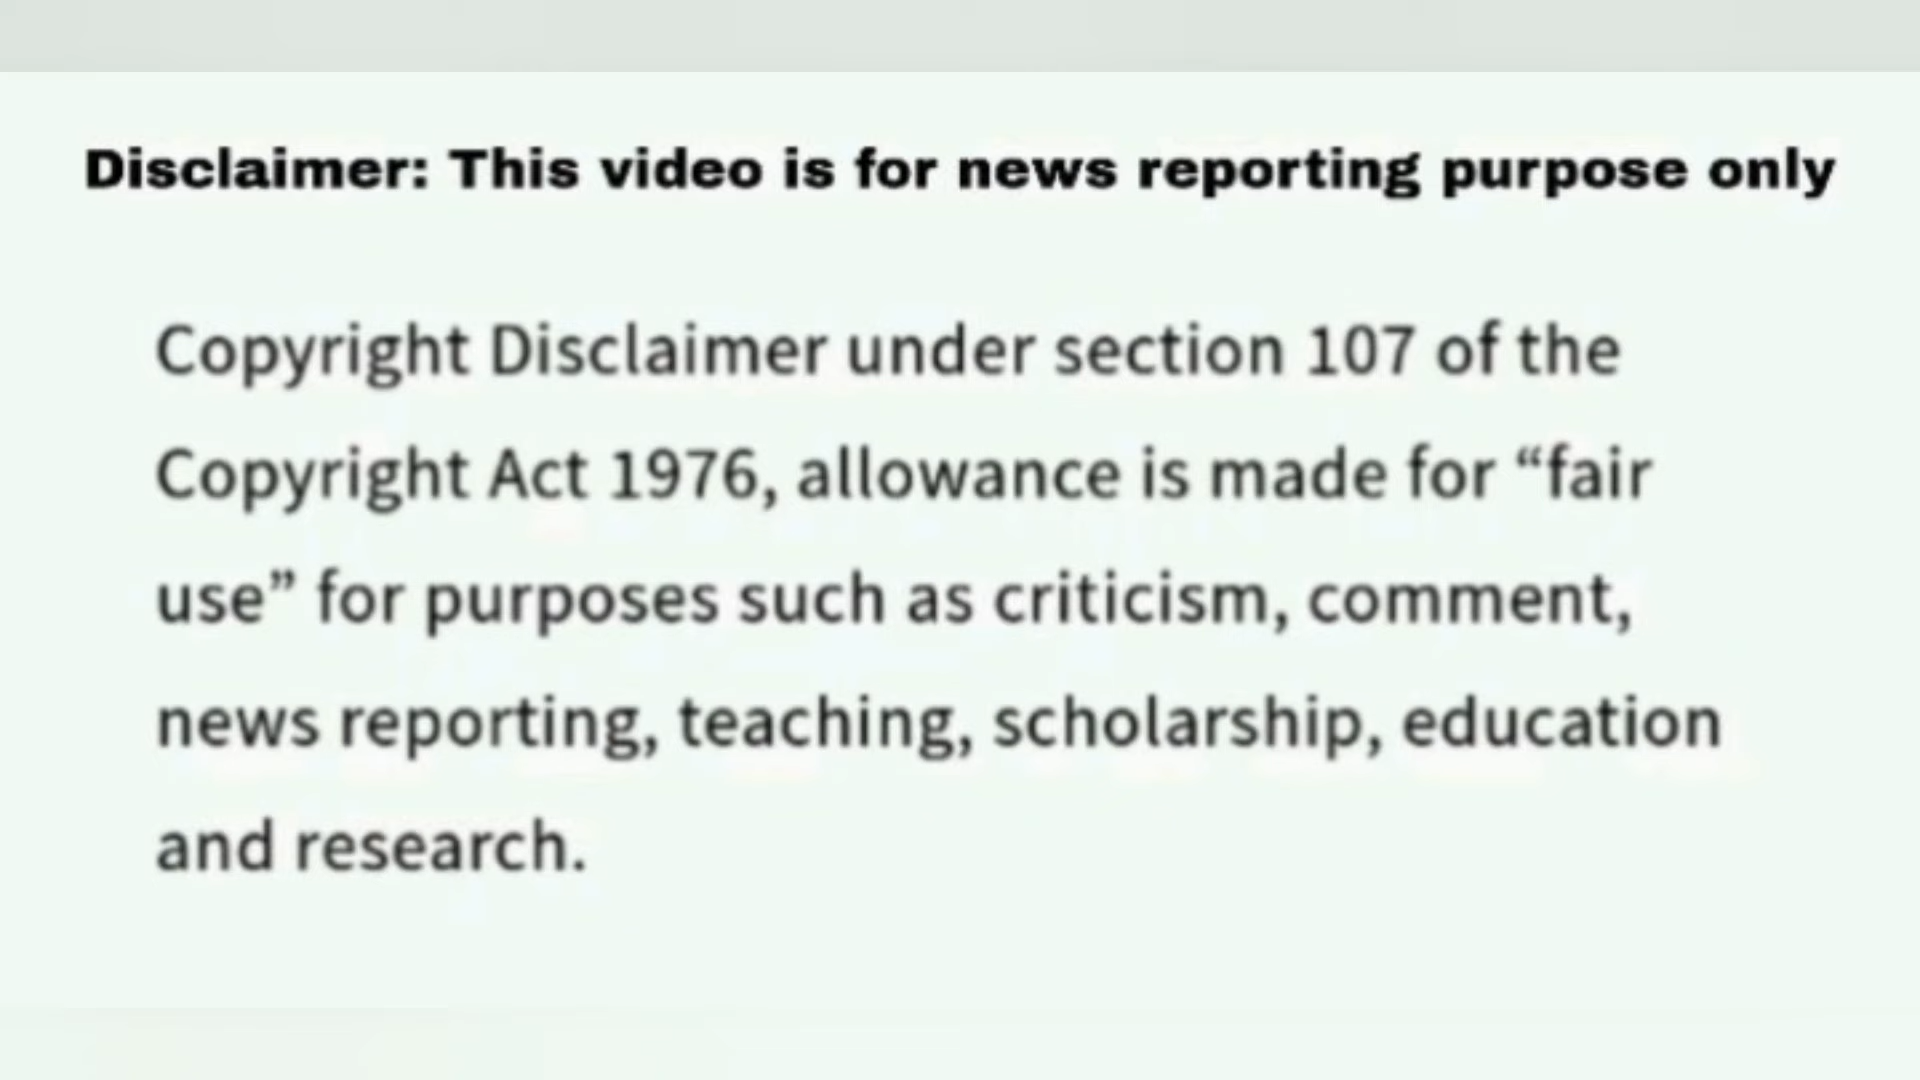 Disclaimer: This video is for news reporting purpose only
Copyright Disclaimer under section 107 of the
Copyright Act 1976, allowance is made for “fair
use” for purposes such as criticism, comment,
news reporting, teaching, scholarship, education
and research.